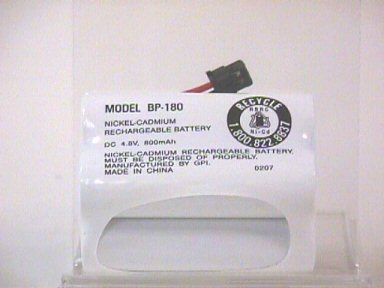 MODEL BP-180
NICKEL-CADMIUM
RECHARGEABLE BATTERY
DC 4.8V, 800mAh
NICKEL-CADMIUM RECHARGEABLE BATTERY.
MUST BE DISPOSED OF PROPERLY.
MANUFACTURED BY GPI.
MADE IN CHINA
0207
RECYCLE
RBRC
Ni-Cd
1.800.822.8837